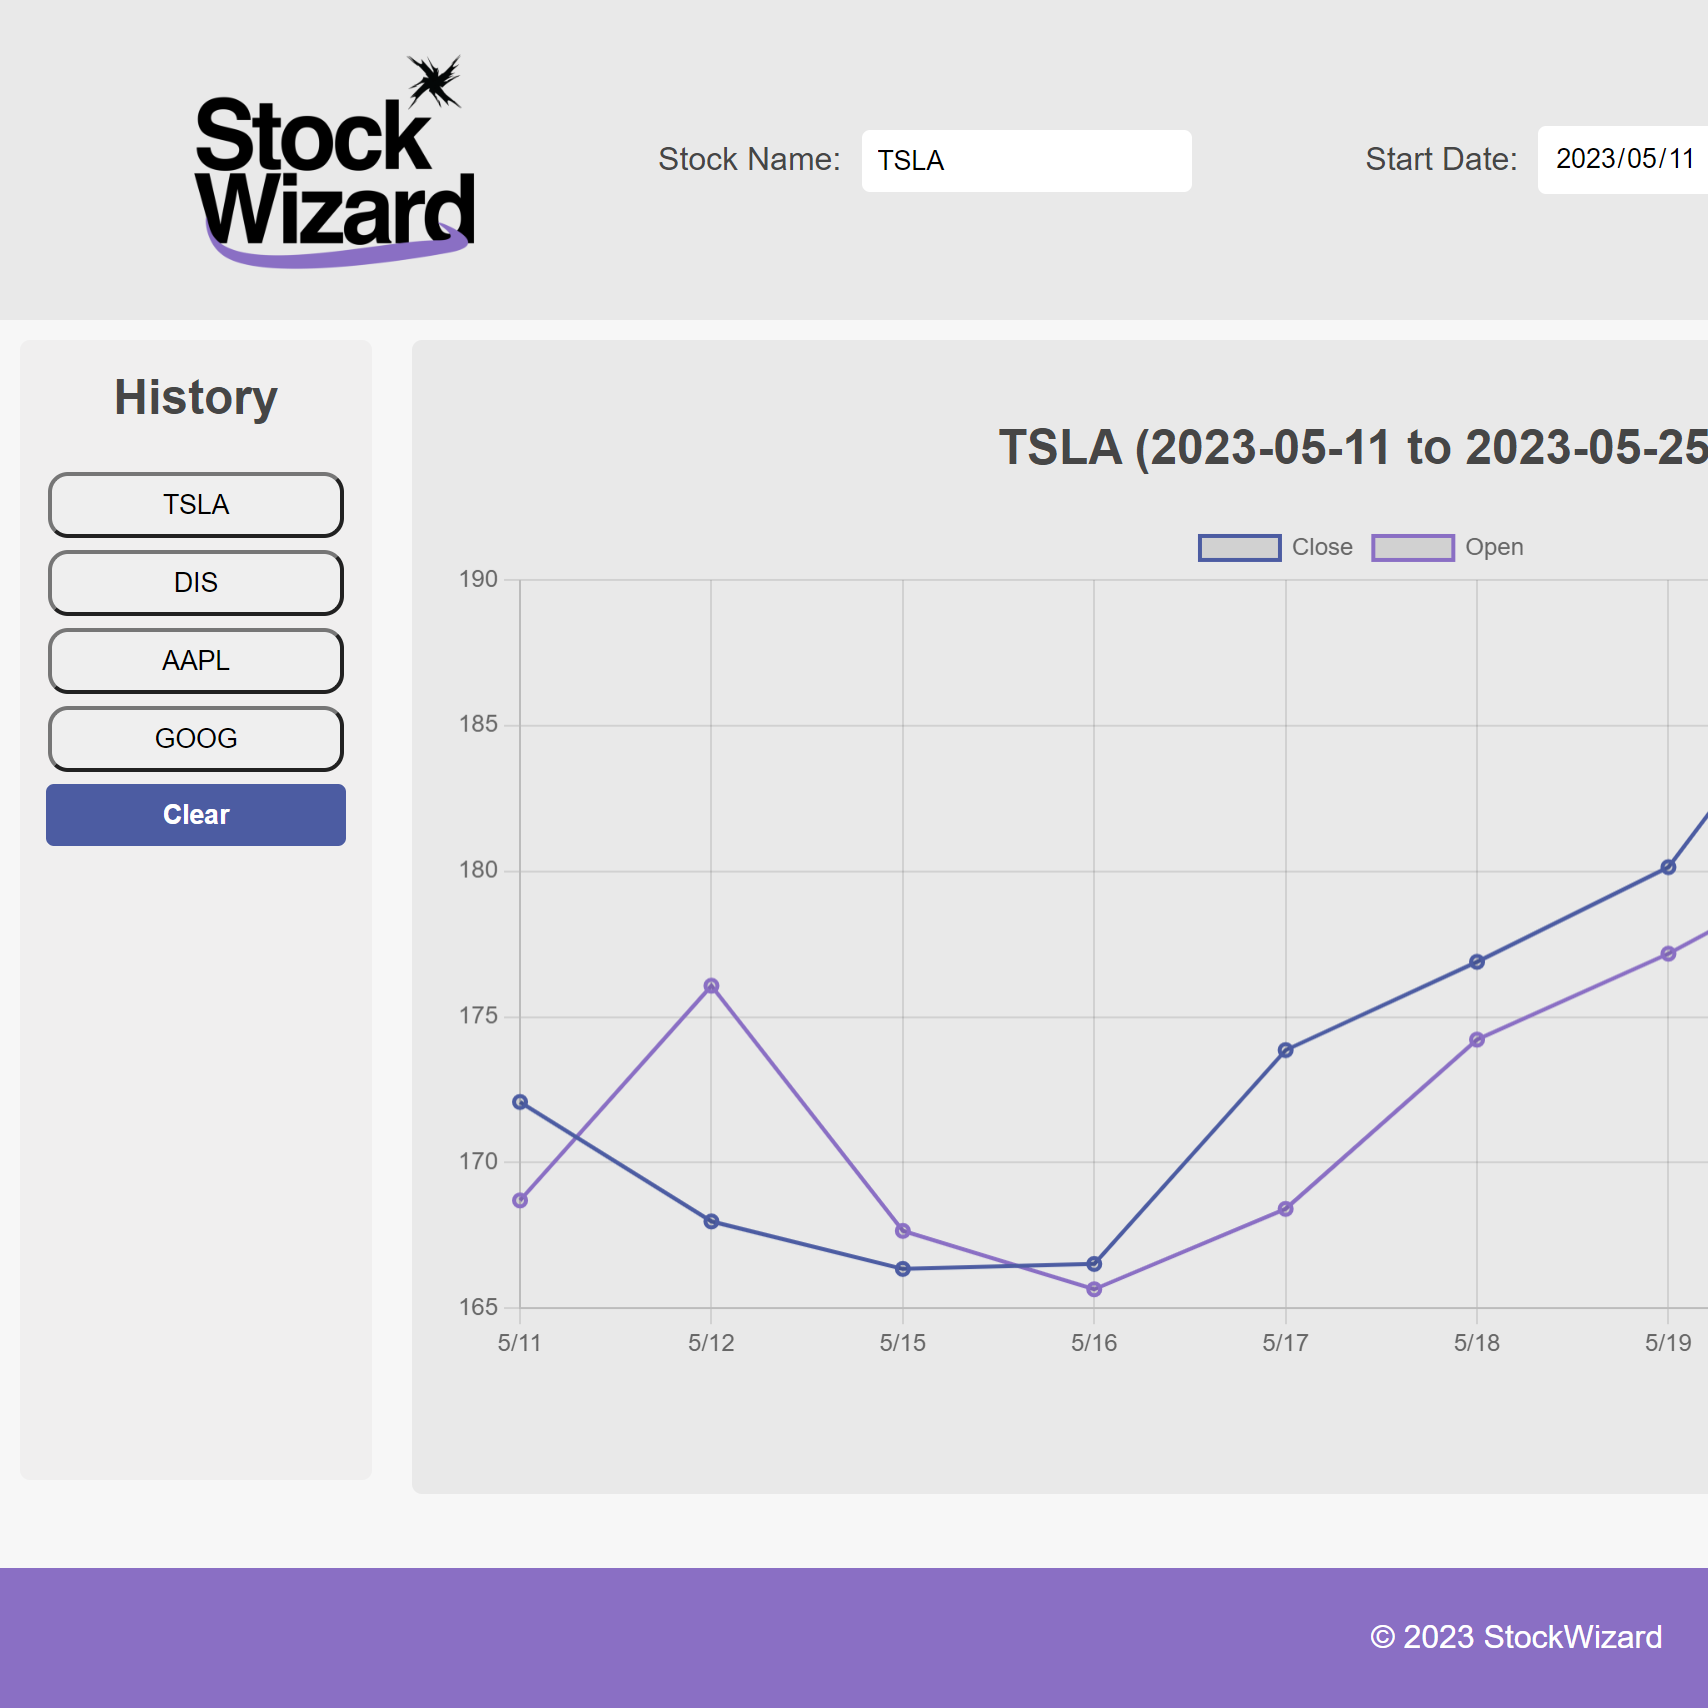 Stock
Wizard
Stock Name: TSLA
Start Date: 2023/05/11
History
TSLA
DIS
AAPL
GOOG
Clear
TSLA (2023-05-11 to 2023-05-25
Close Open
190
185
180
175
170
165
5/11 5/12 5/15 5/16 5/17 5/18 5/19
© 2023 StockWizard